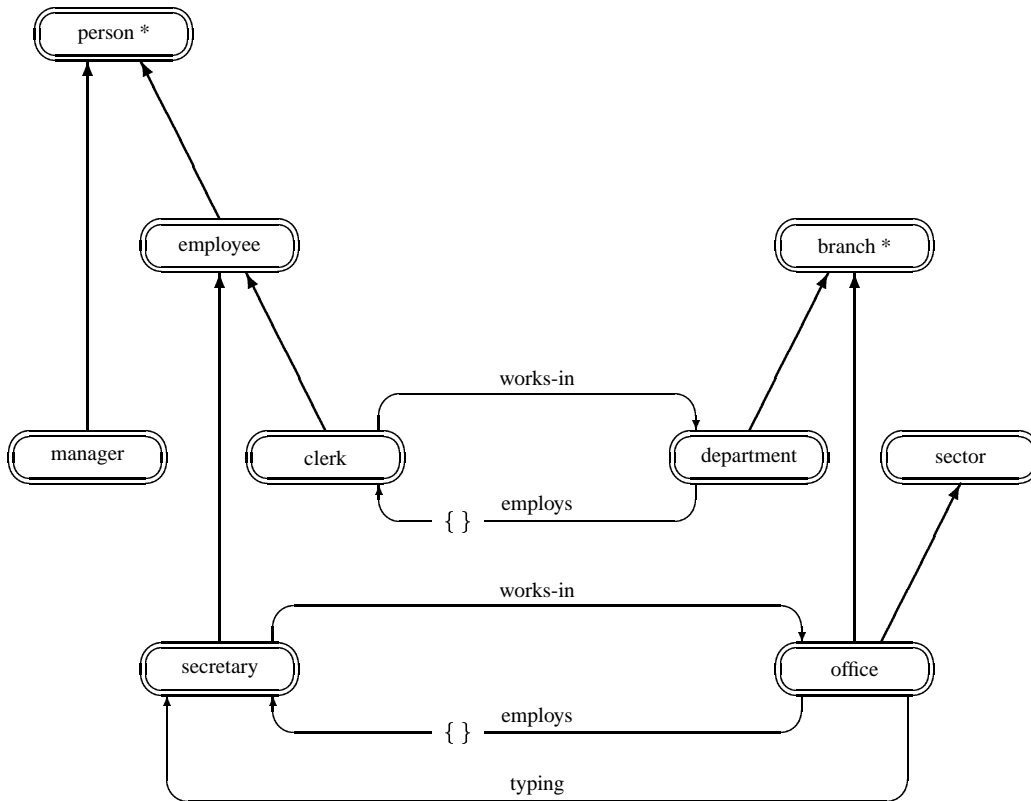 person *
employee
branch *
works-in
manager
clerk
department
sector
employs
{ }
works-in
secretary
office
employs
{ }
typing